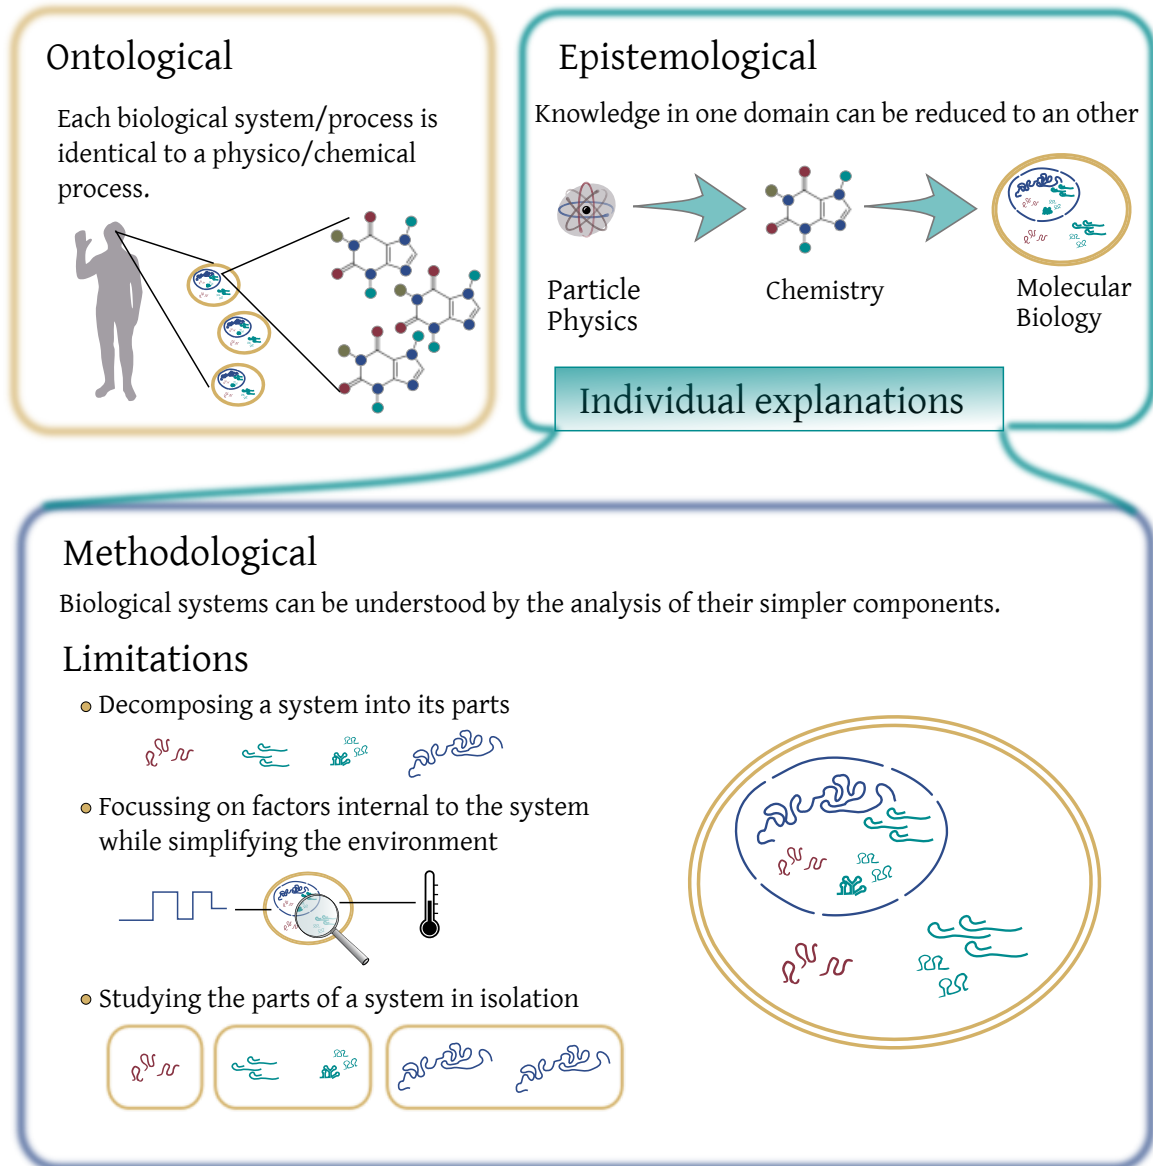 Ontological
Each biological system/process is
identical to a physico/chemical
process.
Epistemological
Knowledge in one domain can be reduced to an other
Particle
Physics
Chemistry
Molecular
Biology
Individual explanations
Methodological
Biological systems can be understood by the analysis of their simpler components.
Limitations
Decomposing a system into its parts
Focussing on factors internal to the system
while simplifying the environment
Studying the parts of a system in isolation